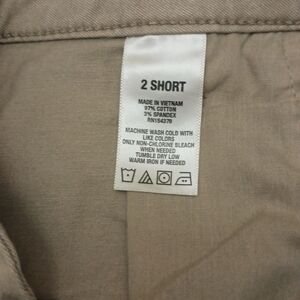 2 SHORT
MADE IN VIETNAM
97% COTTON
3% SPANDEX
RN154379
MACHINE WASH COLD WITH
LIKE COLORS
ONLY NON-CHLORINE BLEACH
WHEN NEEDED
TUMBLE DRY LOW
WARM IRON IF NEEDED